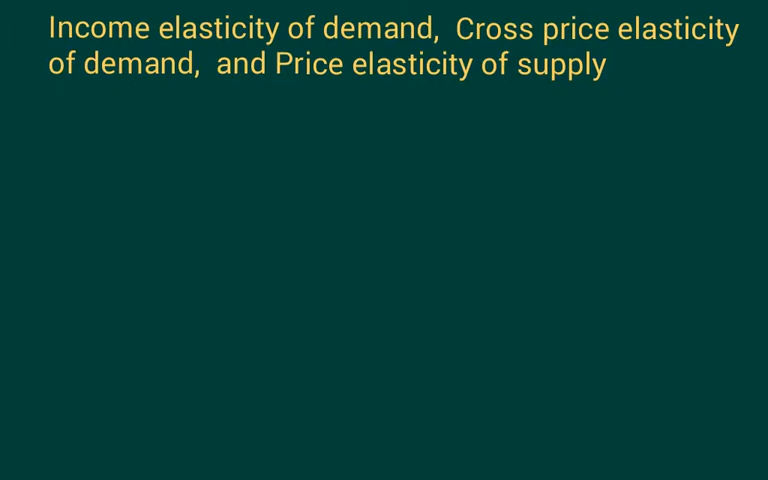 Income elasticity of demand, Cross price elasticity
of demand, and Price elasticity of supply